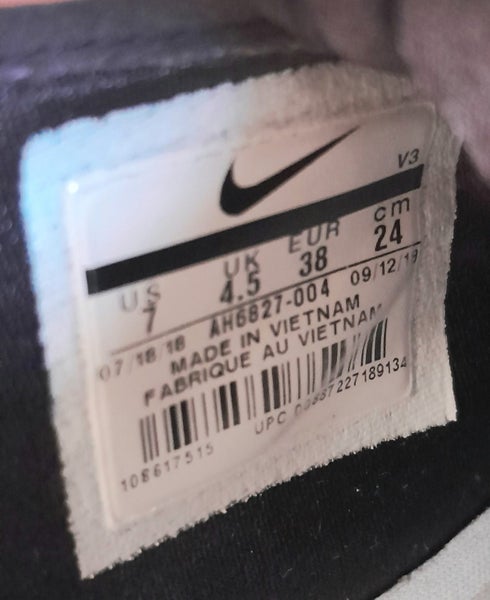 V3
US UK EUR cm
7 4.5 38 24
07/18/18 AH6827-004 09/12/18
MADE IN VIETNAM
FABRIQUE AU VIETNAM
108617515 UPC 00887227189134